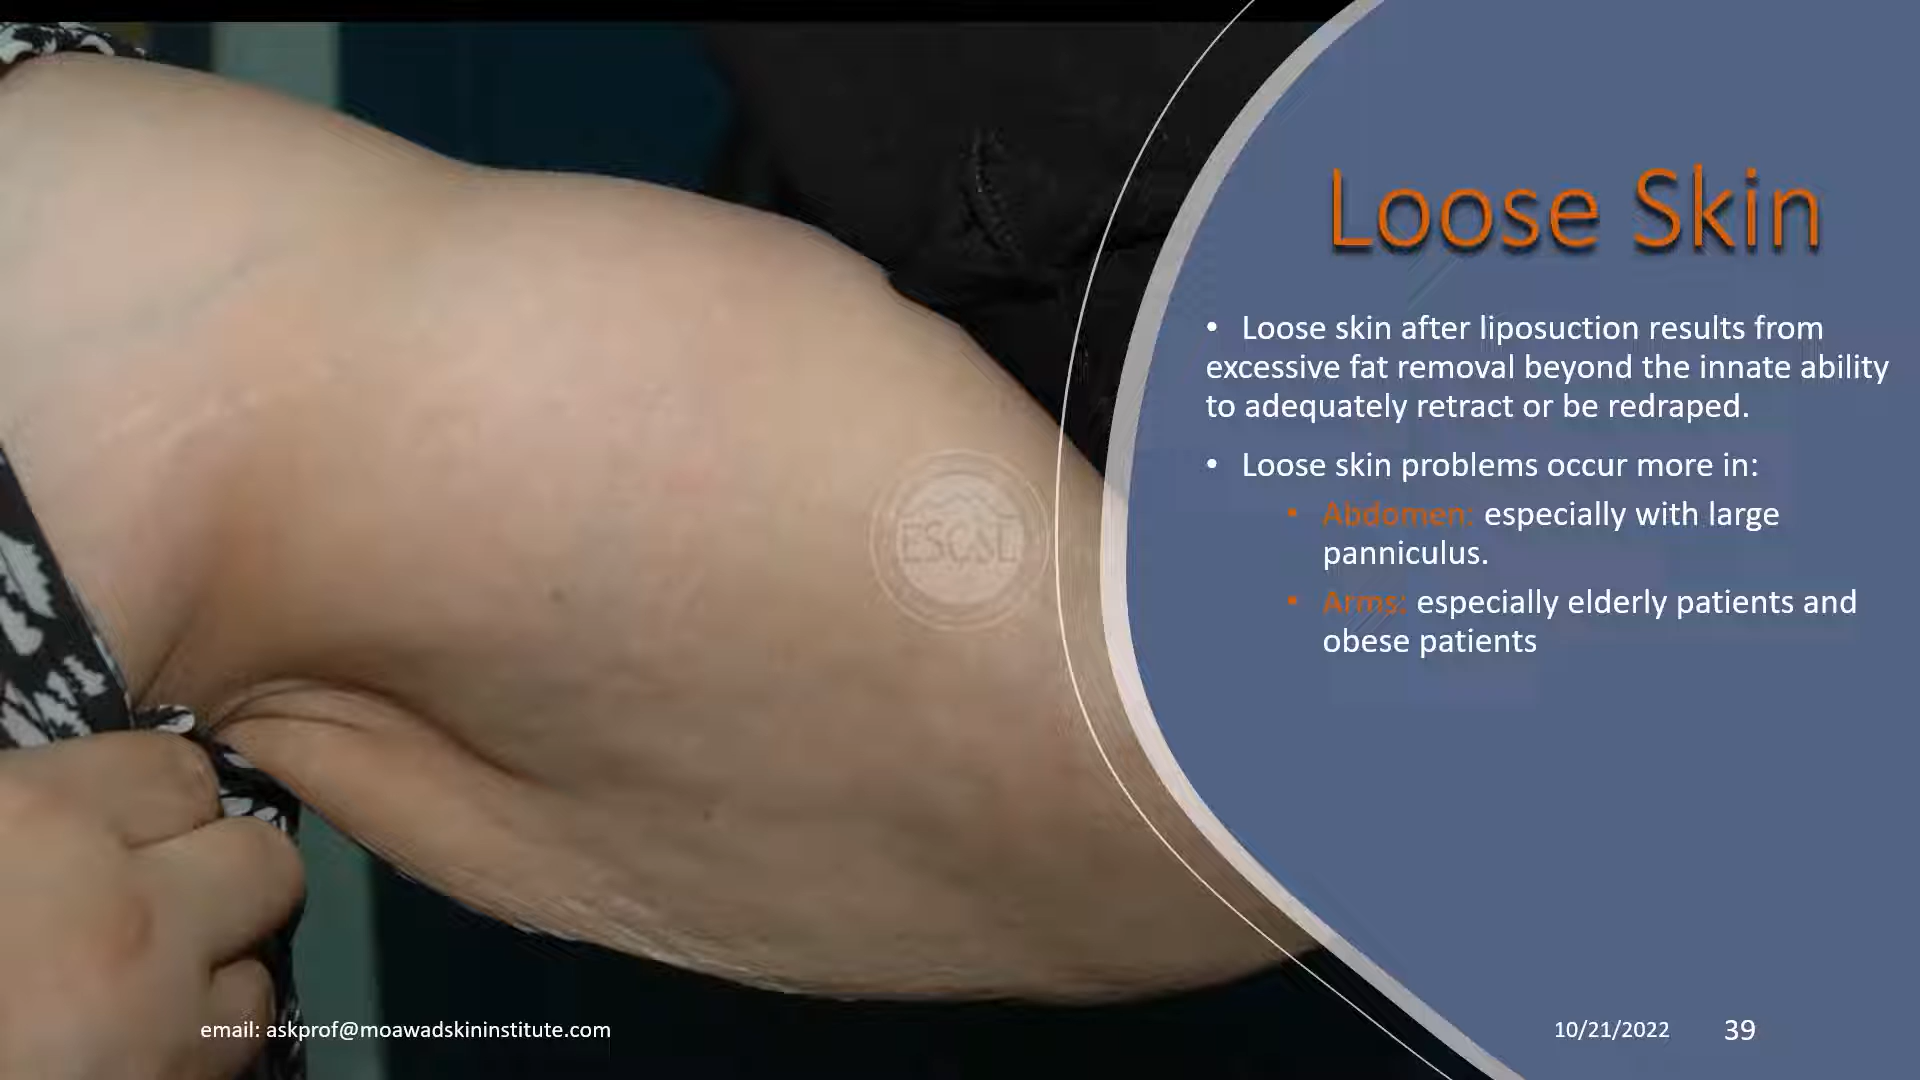 Loose Skin
• Loose skin after liposuction results from
excessive fat removal beyond the innate ability
to adequately retract or be redraped.
• Loose skin problems occur more in:
• Abdomen: especially with large
panniculus.
• Arms: especially elderly patients and
obese patients
ESCAL
email: askprof@moawadskininstitute.com
10/21/2022
39